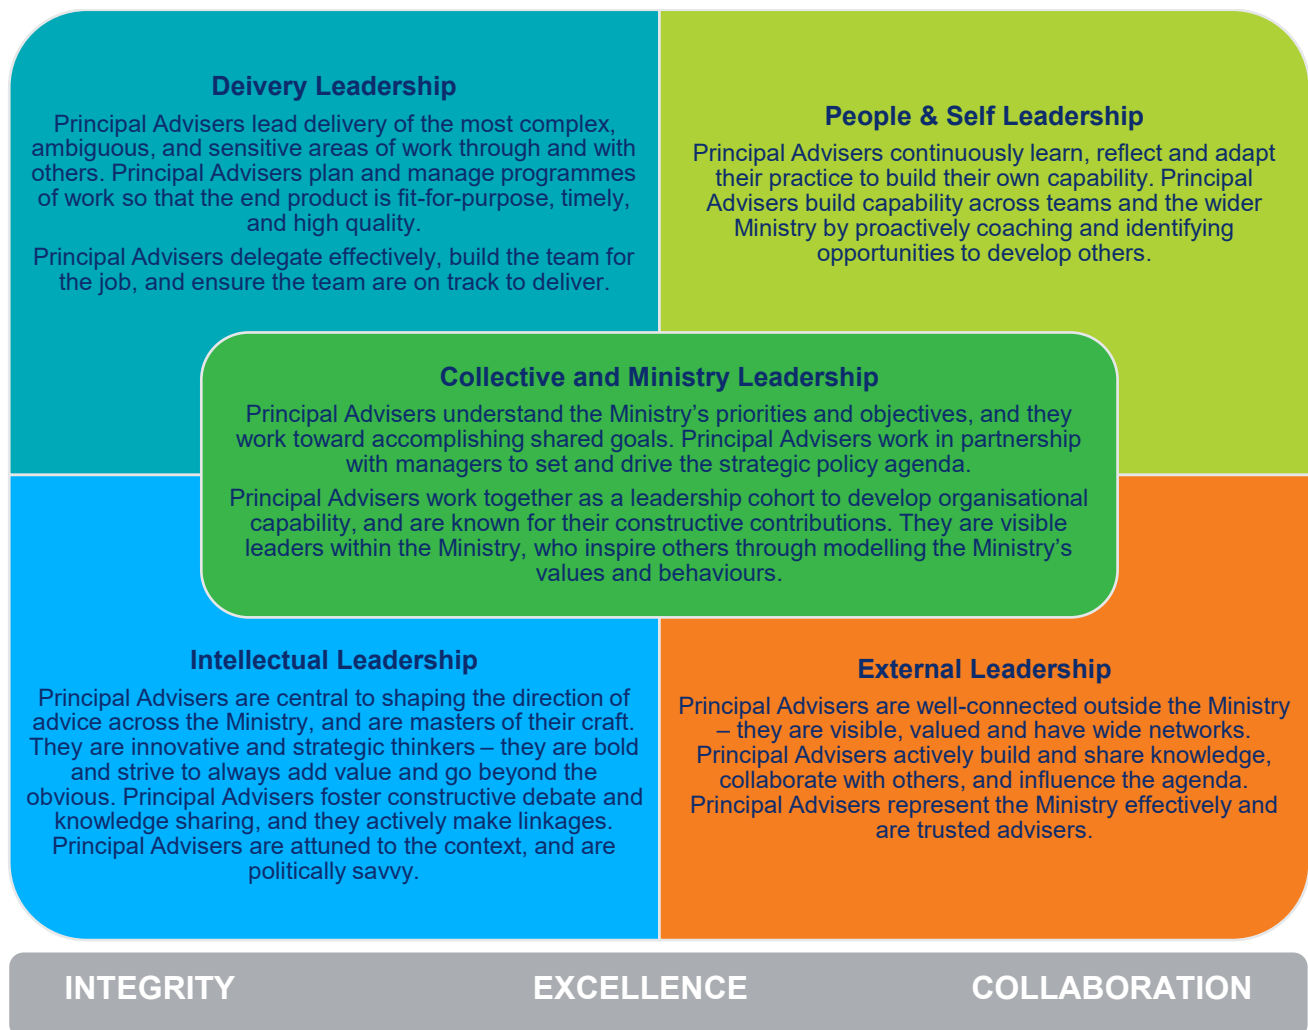 Deivery Leadership
Principal Advisers lead delivery of the most complex,
ambiguous, and sensitive areas of work through and with
others. Principal Advisers plan and manage programmes
of work so that the end product is fit-for-purpose, timely,
and high quality.
Principal Advisers delegate effectively, build the team for
the job, and ensure the team are on track to deliver.
People & Self Leadership
Principal Advisers continuously learn, reflect and adapt
their practice to build their own capability. Principal
Advisers build capability across teams and the wider
Ministry by proactively coaching and identifying
opportunities to develop others.
Collective and Ministry Leadership
Principal Advisers understand the Ministry’s priorities and objectives, and they
work toward accomplishing shared goals. Principal Advisers work in partnership
with managers to set and drive the strategic policy agenda.
Principal Advisers work together as a leadership cohort to develop organisational
capability, and are known for their constructive contributions. They are visible
leaders within the Ministry, who inspire others through modelling the Ministry’s
values and behaviours.
Intellectual Leadership
Principal Advisers are central to shaping the direction of
advice across the Ministry, and are masters of their craft.
They are innovative and strategic thinkers – they are bold
and strive to always add value and go beyond the
obvious. Principal Advisers foster constructive debate and
knowledge sharing, and they actively make linkages.
Principal Advisers are attuned to the context, and are
politically savvy.
External Leadership
Principal Advisers are well-connected outside the Ministry
– they are visible, valued and have wide networks.
Principal Advisers actively build and share knowledge,
collaborate with others, and influence the agenda.
Principal Advisers represent the Ministry effectively and
are trusted advisers.
INTEGRITY EXCELLENCE COLLABORATION